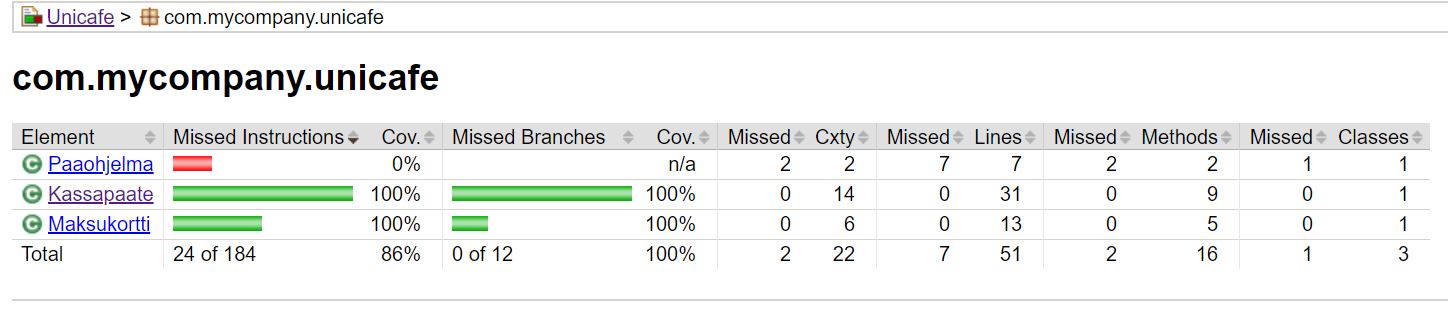 Unicafe > com.mycompany.unicafe
com.mycompany.unicafe
Element Missed Instructions Cov. Missed Branches Cov. Missed Cxty Missed Lines Missed Methods Missed Classes
C Paaohjelma 0% n/a 2 2 7 7 2 2 1 1
C Kassapaate 100% 100% 0 14 0 31 0 9 0 1
C Maksukortti 100% 100% 0 6 0 13 0 5 0 1
Total 24 of 184 86% 0 of 12 100% 2 22 7 51 2 16 1 3